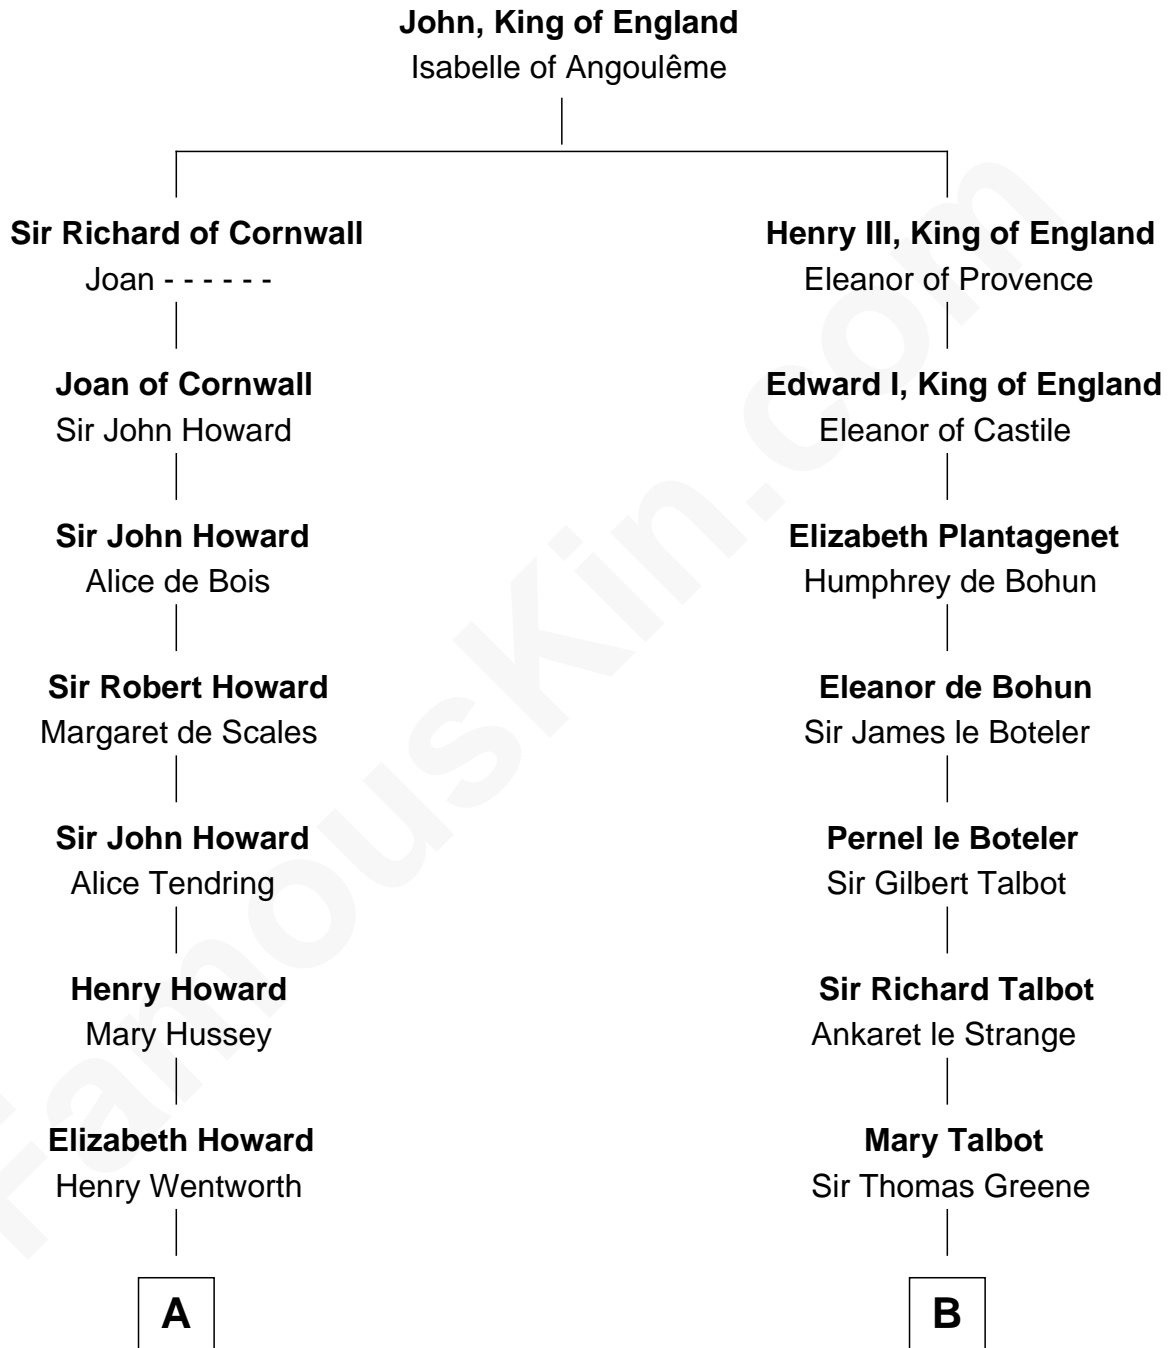 John, King of England
Isabelle of Angoulême
Sir Richard of Cornwall
Joan - - - - - -
Henry III, King of England
Eleanor of Provence
Joan of Cornwall
Sir John Howard
Edward I, King of England
Eleanor of Castile
Sir John Howard
Alice de Bois
Elizabeth Plantagenet
Humphrey de Bohun
Sir Robert Howard
Margaret de Scales
Eleanor de Bohun
Sir James le Boteler
Sir John Howard
Alice Tendring
Pernel le Boteler
Sir Gilbert Talbot
Henry Howard
Mary Hussey
Sir Richard Talbot
Ankaret le Strange
Elizabeth Howard
Henry Wentworth
Mary Talbot
Sir Thomas Greene
A
B
FamousKin.com